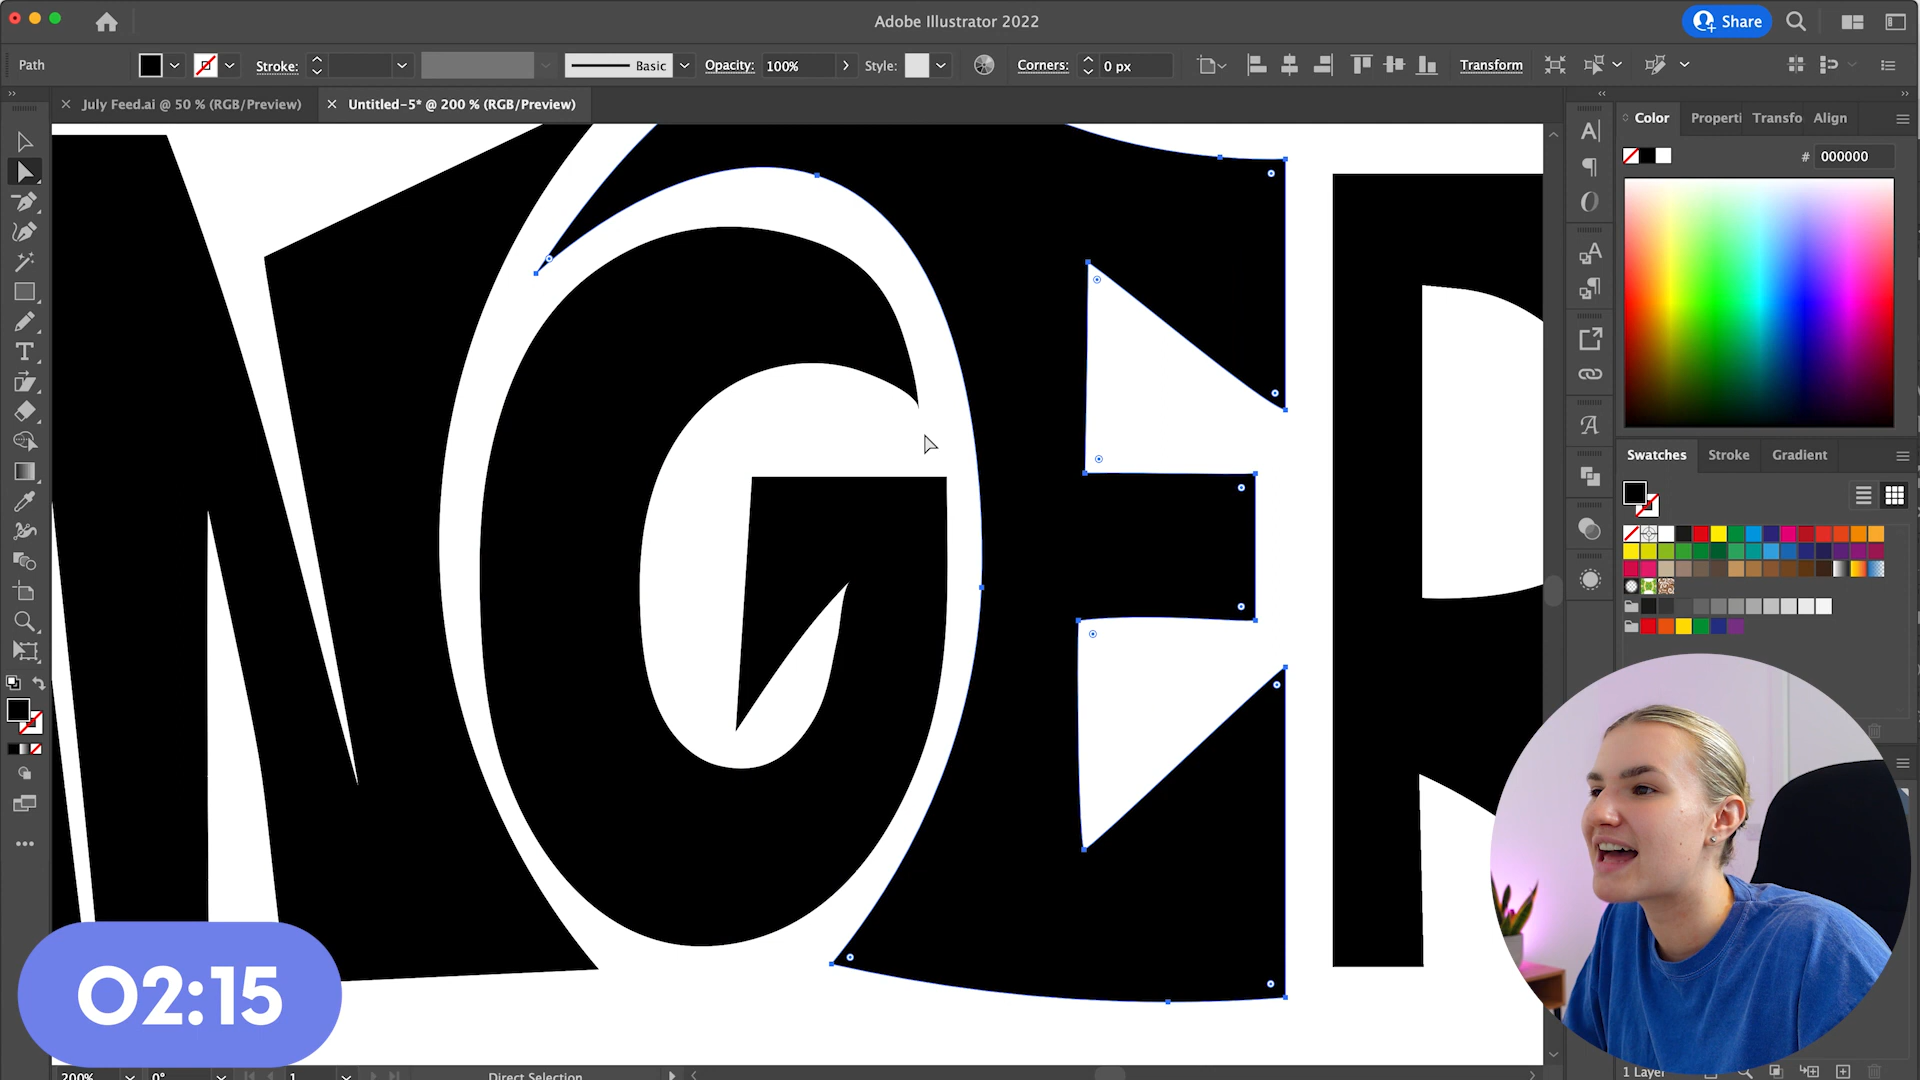 Adobe Illustrator 2022
Share
Path
Stroke:
Basic
Opacity:
100%
Style:
Corners:
0 px
Transform
July Feed.ai @ 50 % (RGB/Preview)
Untitled-5* @ 200 % (RGB/Preview)
Color
Properti
Transfo
Align
# 000000
NGER
Swatches
Stroke
Gradient
02:15
200%
0°
1
Direct Selection
1 Layer